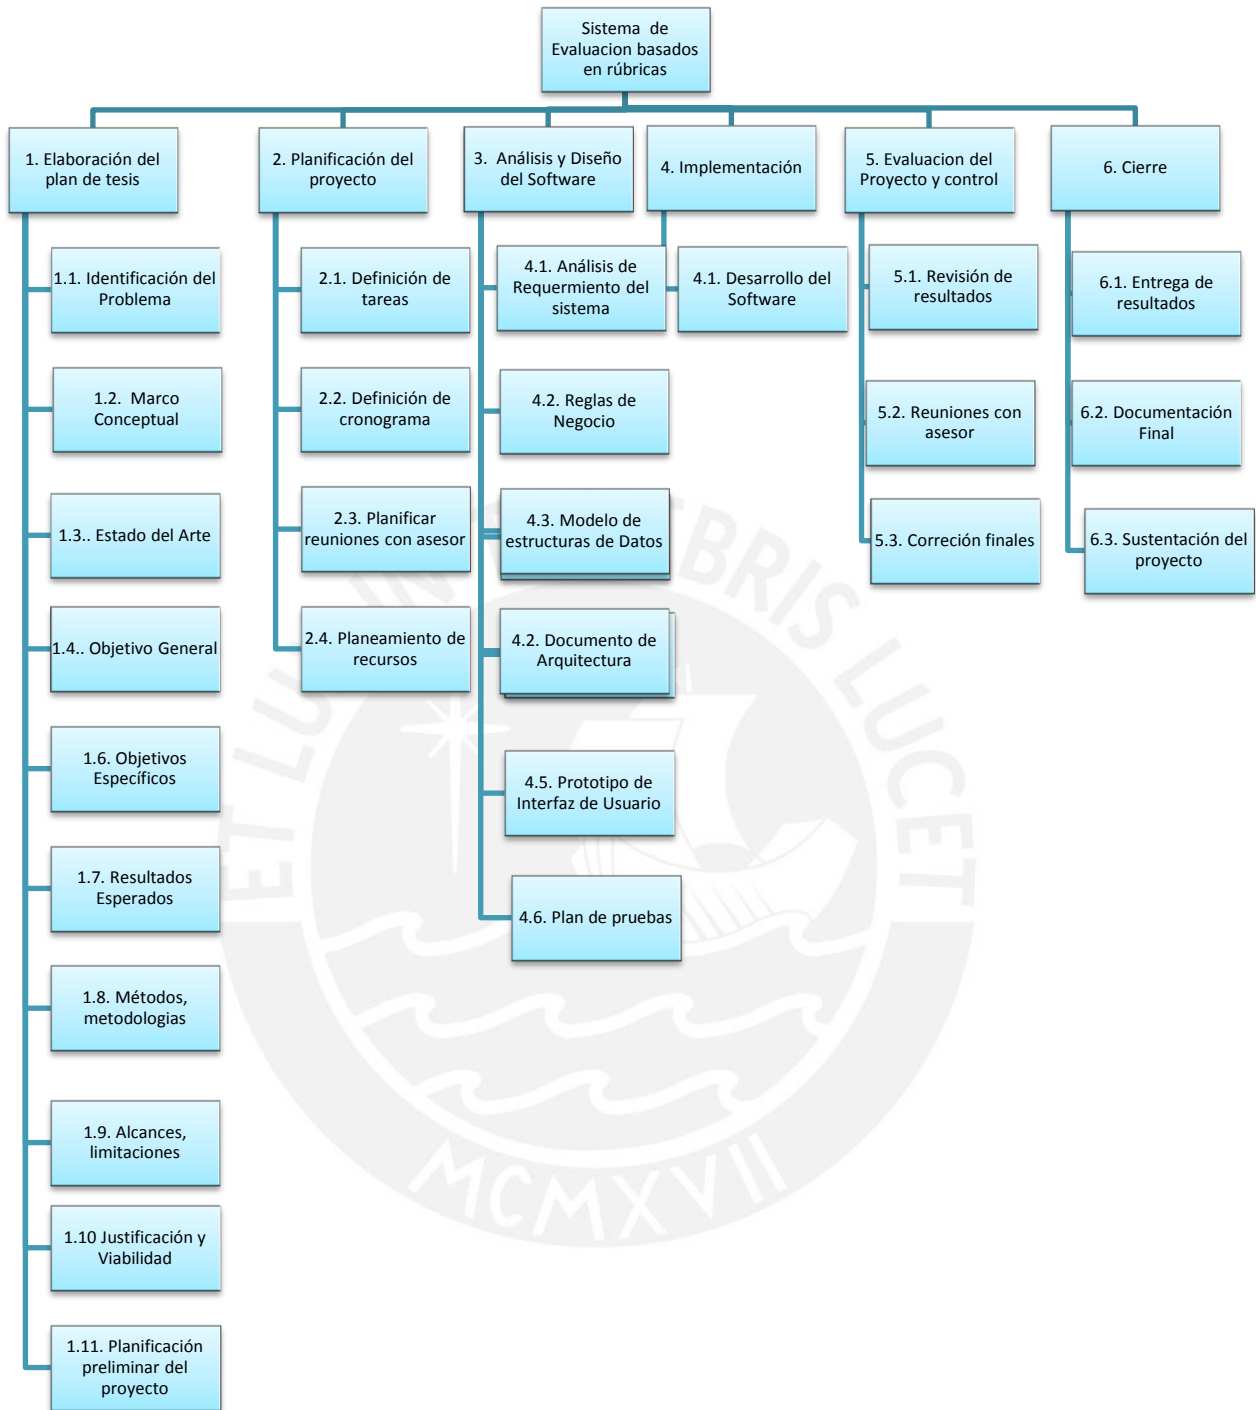 Sistema de
Evaluacion basados
en rúbricas
1. Elaboración del
plan de tesis
2. Planificación del
proyecto
3. Análisis y Diseño
del Software
4. Implementación
5. Evaluacion del
Proyecto y control
6. Cierre
1.1. Identificación del
Problema
1.2. Marco
Conceptual
1.3.. Estado del Arte
1.4.. Objetivo General
1.6. Objetivos
Específicos
1.7. Resultados
Esperados
1.8. Métodos,
metodologias
1.9. Alcances,
limitaciones
1.10 Justificación y
Viabilidad
1.11. Planificación
preliminar del
proyecto
2.1. Definición de
tareas
2.2. Definición de
cronograma
2.3. Planificar
reuniones con asesor
2.4. Planeamiento de
recursos
4.1. Análisis de
Requermiento del
sistema
4.2. Reglas de
Negocio
4.3. Modelo de
estructuras de Datos
4.2. Documento de
Arquitectura
4.5. Prototipo de
Interfaz de Usuario
4.6. Plan de pruebas
4.1. Desarrollo del
Software
5.1. Revisión de
resultados
5.2. Reuniones con
asesor
5.3. Correción finales
6.1. Entrega de
resultados
6.2. Documentación
Final
6.3. Sustentación del
proyecto
ET LUX IN
LUCET
MCMXVII